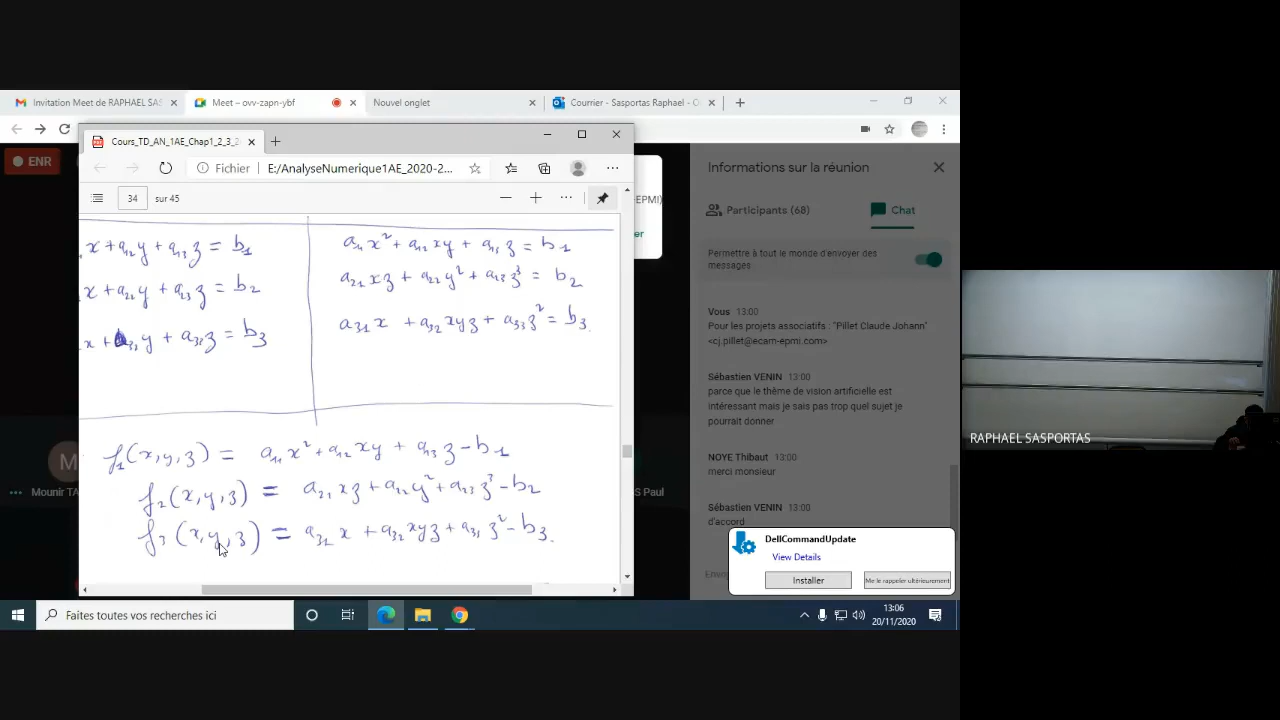 Invitation Meet de RAPHAEL SAS
Meet – ovv-zapn-ybf
Nouvel onglet
Courrier - Sasportas Raphael - O
ENR
Cours_TD_AN_1AE_Chap1_2_3_
Fichier
E:/AnalyseNumerique1AE_2020-2...
34 sur 45
x + a₁₂y + a₁₃z = b₁
x + a₂₂y + a₂₃z = b₂
x + y + a₃₃z = b₃
a₁₁x² + a₁₂xy + a₁₃z = b₁
a₂₁xz + a₂₂y² + a₂₃z³ = b₂
a₃₁x + a₃₂xyz + a₃₃z² = b₃.
f₁(x,y,z) = a₁₁x² + a₁₂xy + a₁₃z - b₁
f₂(x,y,z) = a₂₁xz + a₂₂y² + a₂₃z³ - b₂
f₃(x,y,z) = a₃₁x + a₃₂xyz + a₃₃z² - b₃.
-EPMI)
er
M
Mounir TA
S Paul
Informations sur la réunion
Participants (68)
Chat
Permettre à tout le monde d'envoyer des
messages
Vous 13:00
Pour les projets associatifs : "Pillet Claude Johann"
<cj.pillet@ecam-epmi.com>
Sébastien VENIN 13:00
parce que le thème de vision artificielle est
intéressant mais je sais pas trop quel sujet je
pourrait donner
NOYE Thibaut 13:00
merci monsieur
Sébastien VENIN 13:00
d'accord
Envoy
DellCommandUpdate
View Details
Installer
Me le rappeler ultérieurement
Faites toutes vos recherches ici
13:06
20/11/2020
RAPHAEL SASPORTAS